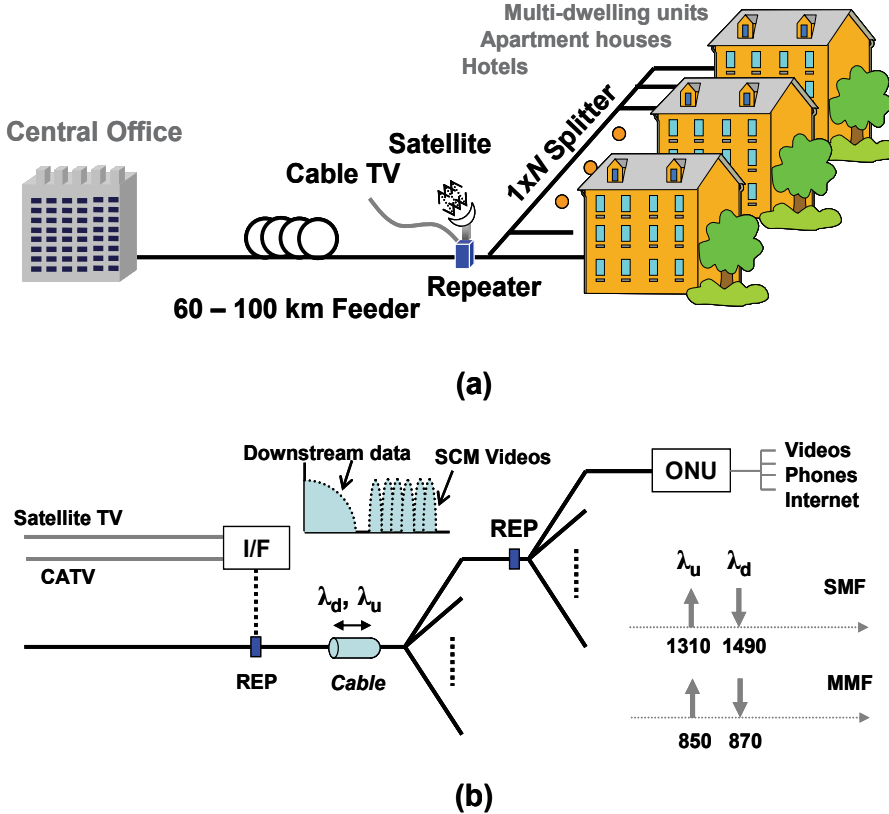 Multi-dwelling units
Apartment houses
Hotels
Central Office
Satellite
Cable TV
1xN Splitter
Repeater
60 – 100 km Feeder
(a)
Downstream data
SCM Videos
ONU
Videos
Phones
Internet
Satellite TV
I/F
CATV
REP
λd, λu
REP
Cable
λu λd
SMF
1310 1490
MMF
850 870
(b)